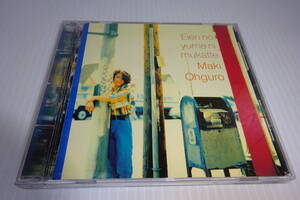 Eien no
yume ni
mukatte
Maki
Ohguro